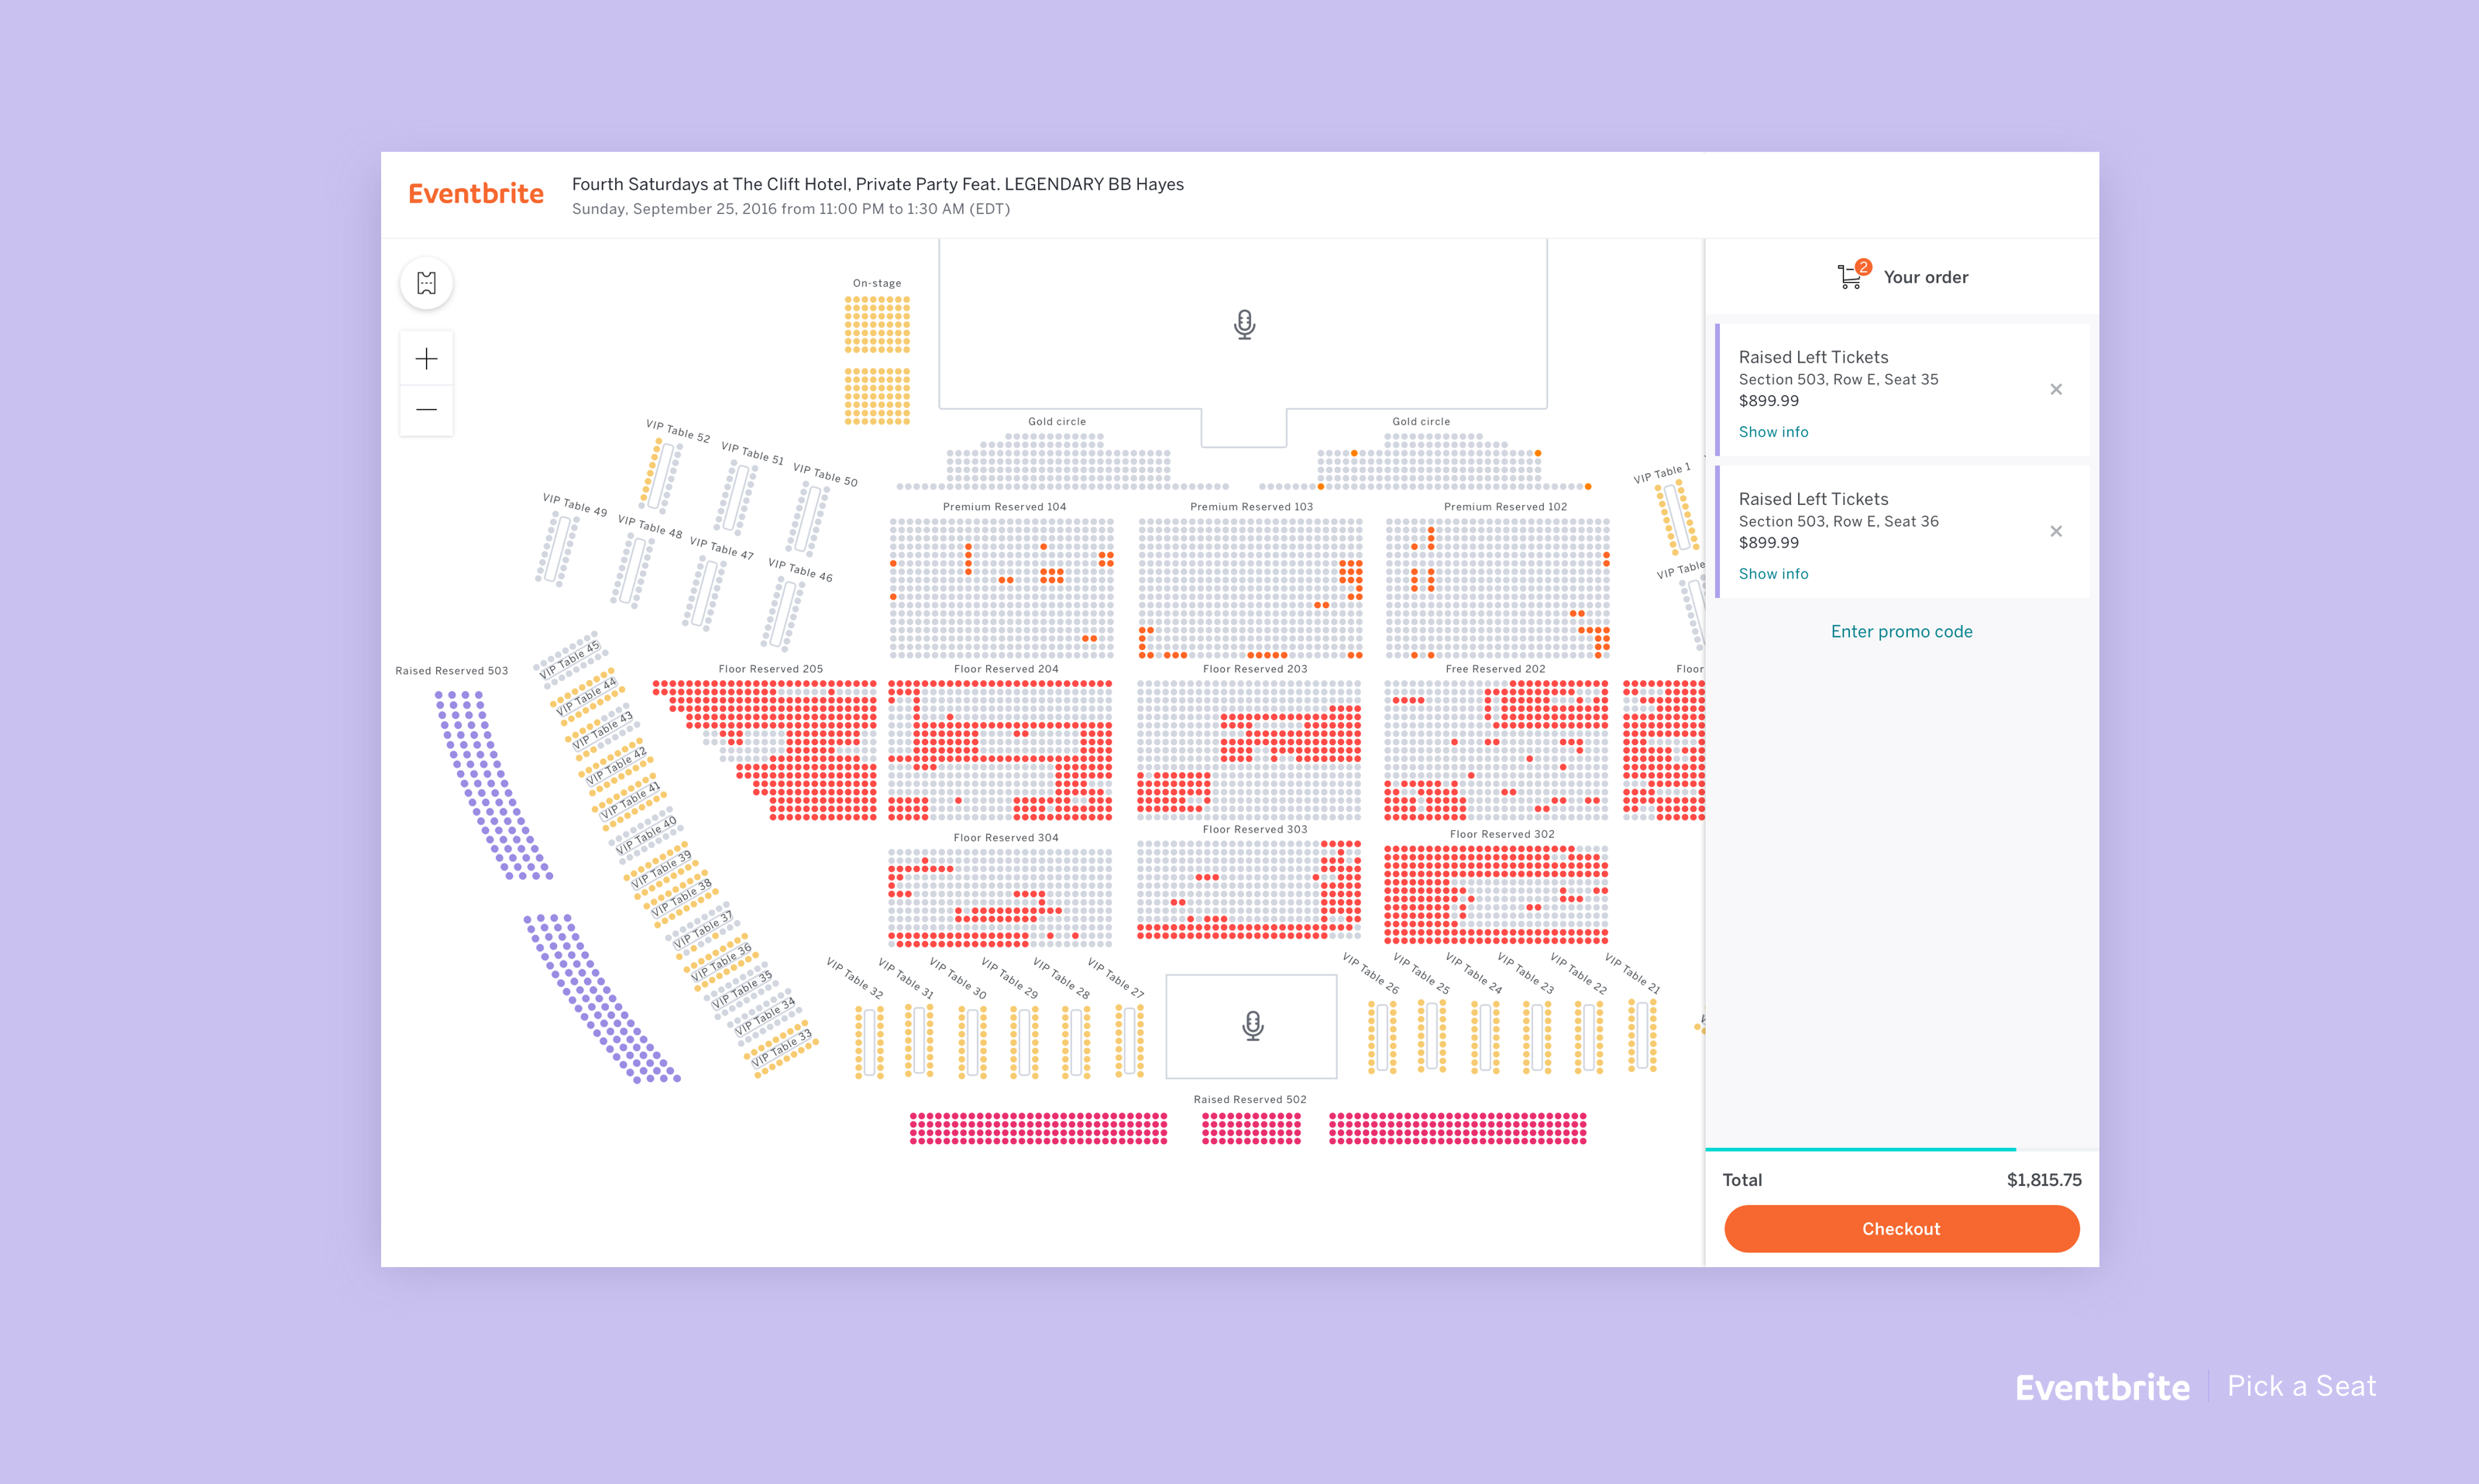 Eventbrite
Fourth Saturdays at The Clift Hotel, Private Party Feat. LEGENDARY BB Hayes
Sunday, September 25, 2016 from 11:00 PM to 1:30 AM (EDT)
2
Your order
On-stage
Raised Left Tickets
Section 503, Row E, Seat 35
$899.99
Show info
Gold circle
Gold circle
VIP Table 52
VIP Table 51
VIP Table 50
VIP Table 1
VIP Table 49
VIP Table 48
VIP Table 47
VIP Table 46
VIP Table
Raised Left Tickets
Section 503, Row E, Seat 36
$899.99
Show info
Enter promo code
Premium Reserved 104
Premium Reserved 103
Premium Reserved 102
Raised Reserved 503
Floor Reserved 205
Floor Reserved 204
Floor Reserved 203
Free Reserved 202
Floor
VIP Table 45
VIP Table 44
VIP Table 43
VIP Table 42
VIP Table 41
VIP Table 40
VIP Table 39
VIP Table 38
VIP Table 37
VIP Table 36
VIP Table 35
VIP Table 34
VIP Table 33
Floor Reserved 304
Floor Reserved 303
Floor Reserved 302
VIP Table 32
VIP Table 31
VIP Table 30
VIP Table 29
VIP Table 28
VIP Table 27
VIP Table 26
VIP Table 25
VIP Table 24
VIP Table 23
VIP Table 22
VIP Table 21
Raised Reserved 502
Total
$1,815.75
Checkout
Eventbrite
Pick a Seat